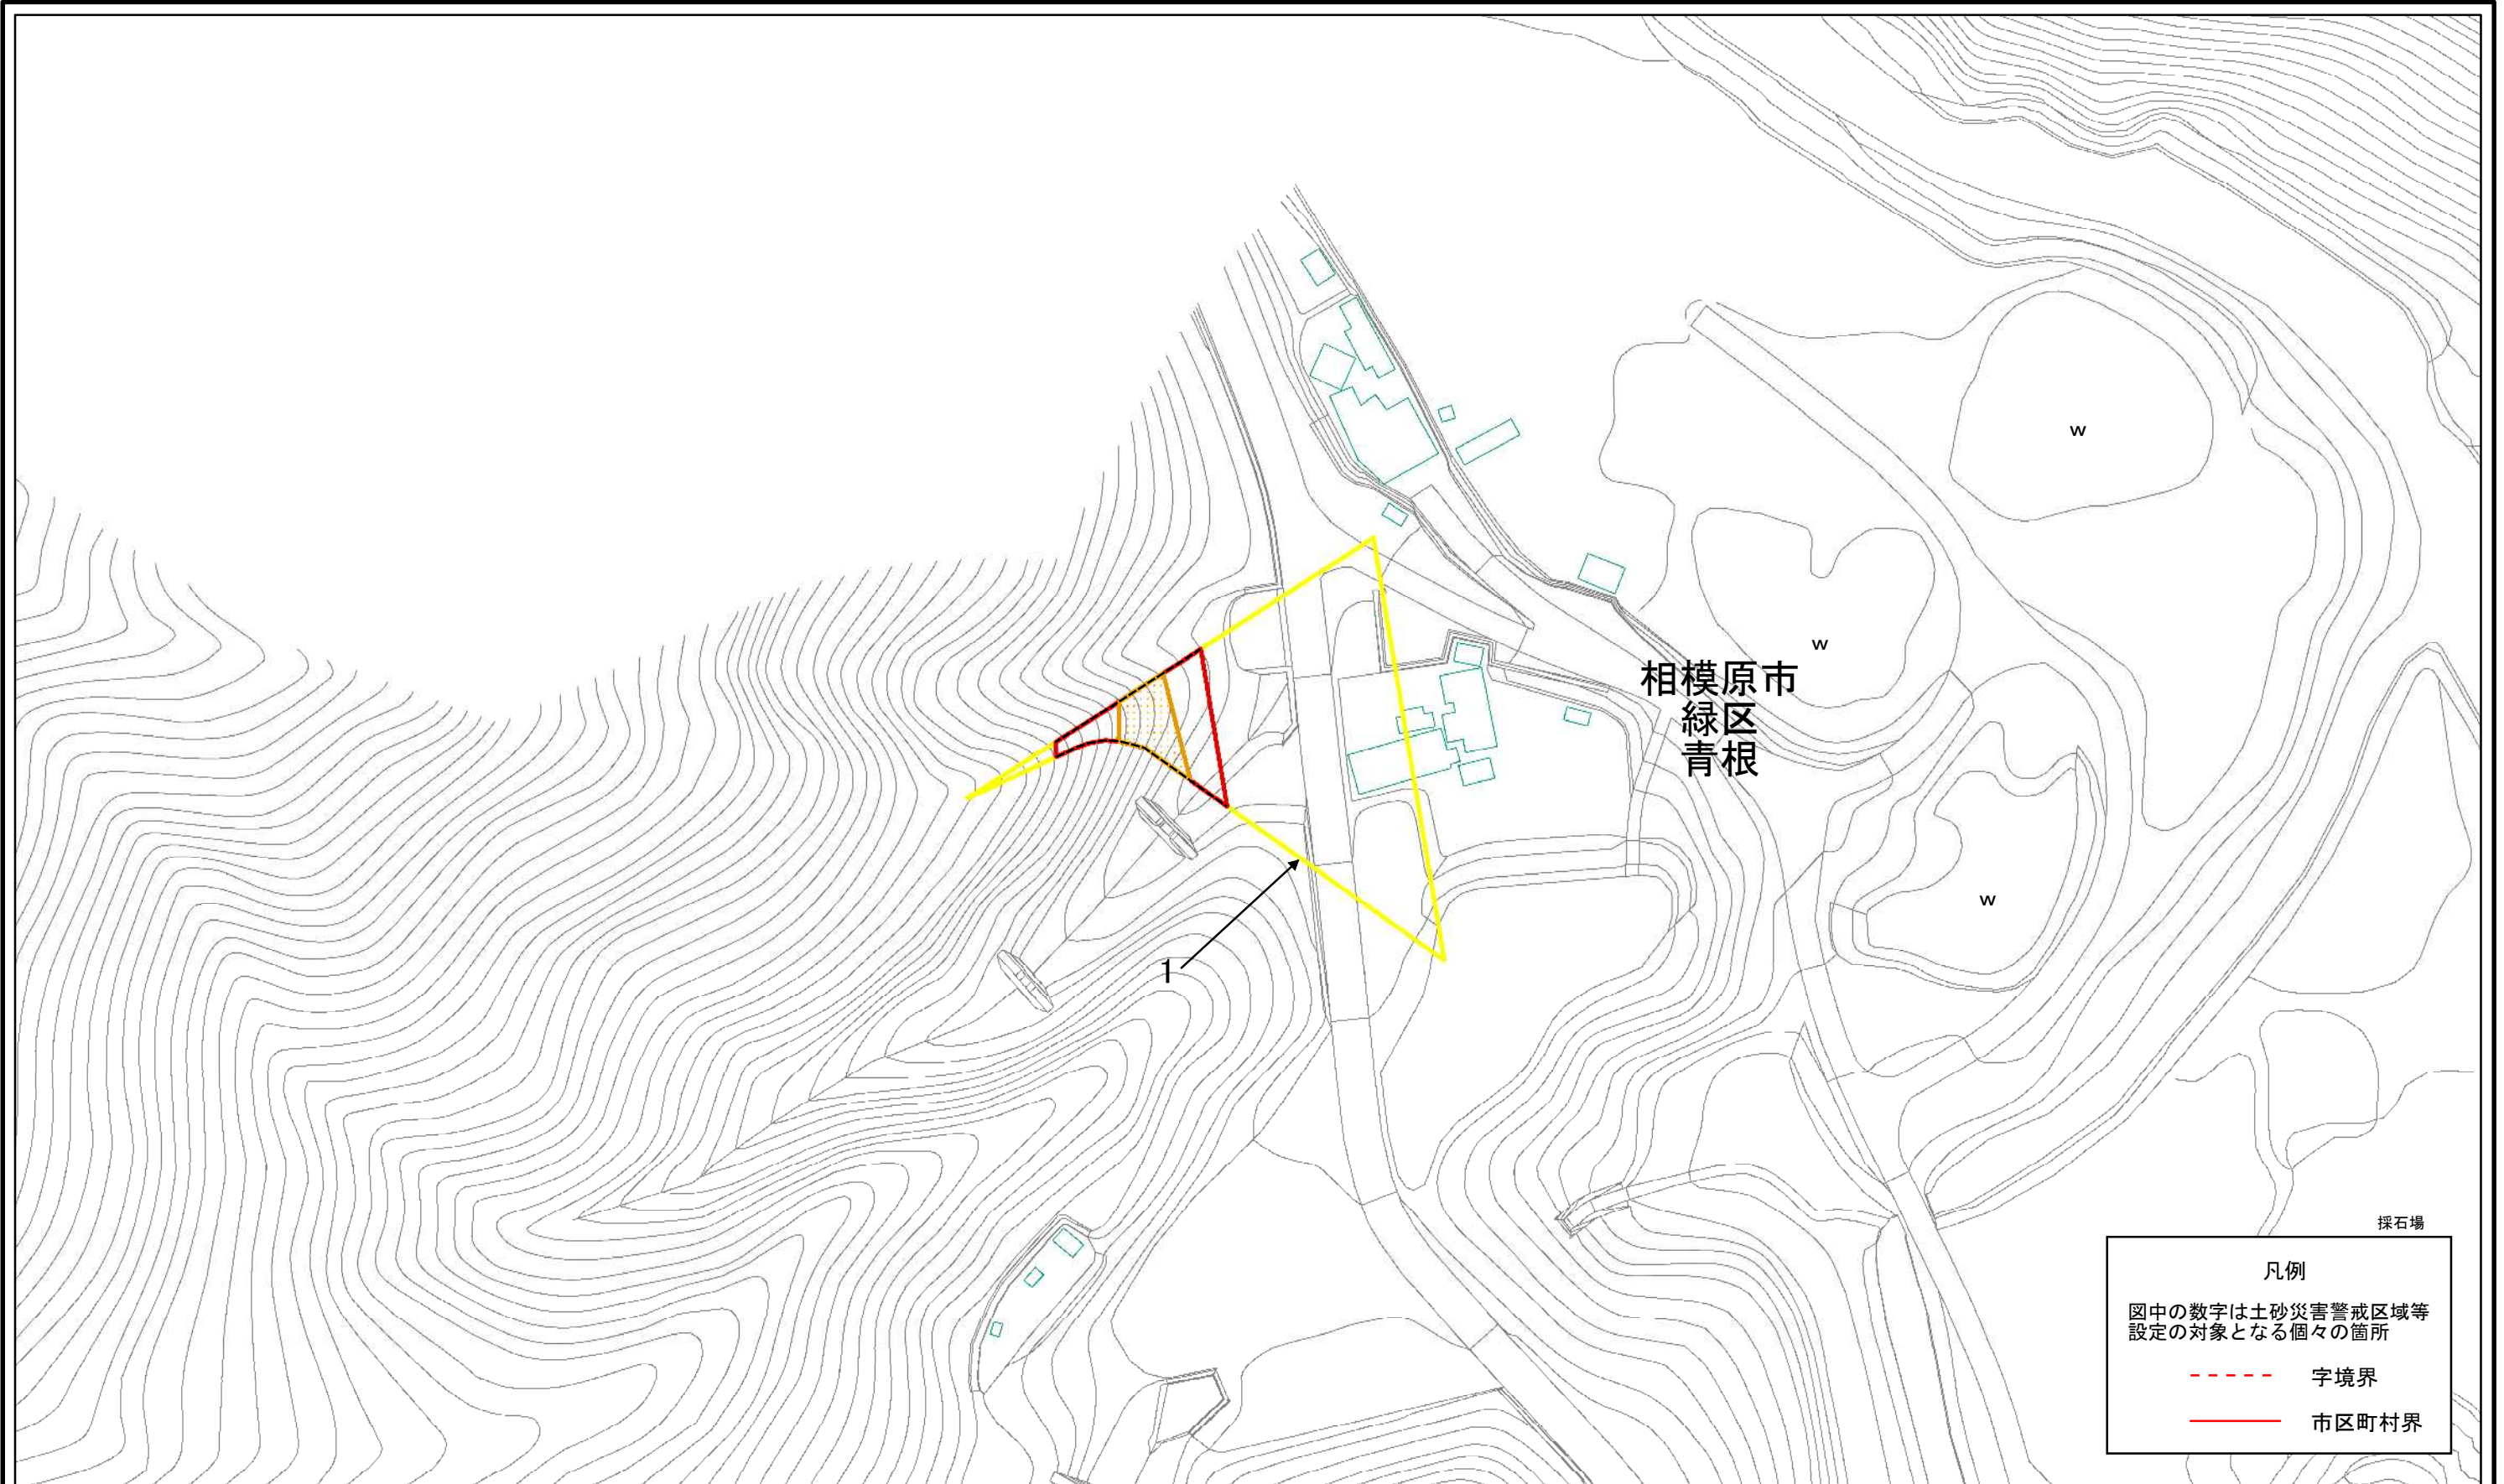 w
w
相模原市
緑区
青根
w
1
採石場
凡例
図中の数字は土砂災害警戒区域等
設定の対象となる個々の箇所
字境界
市区町村界